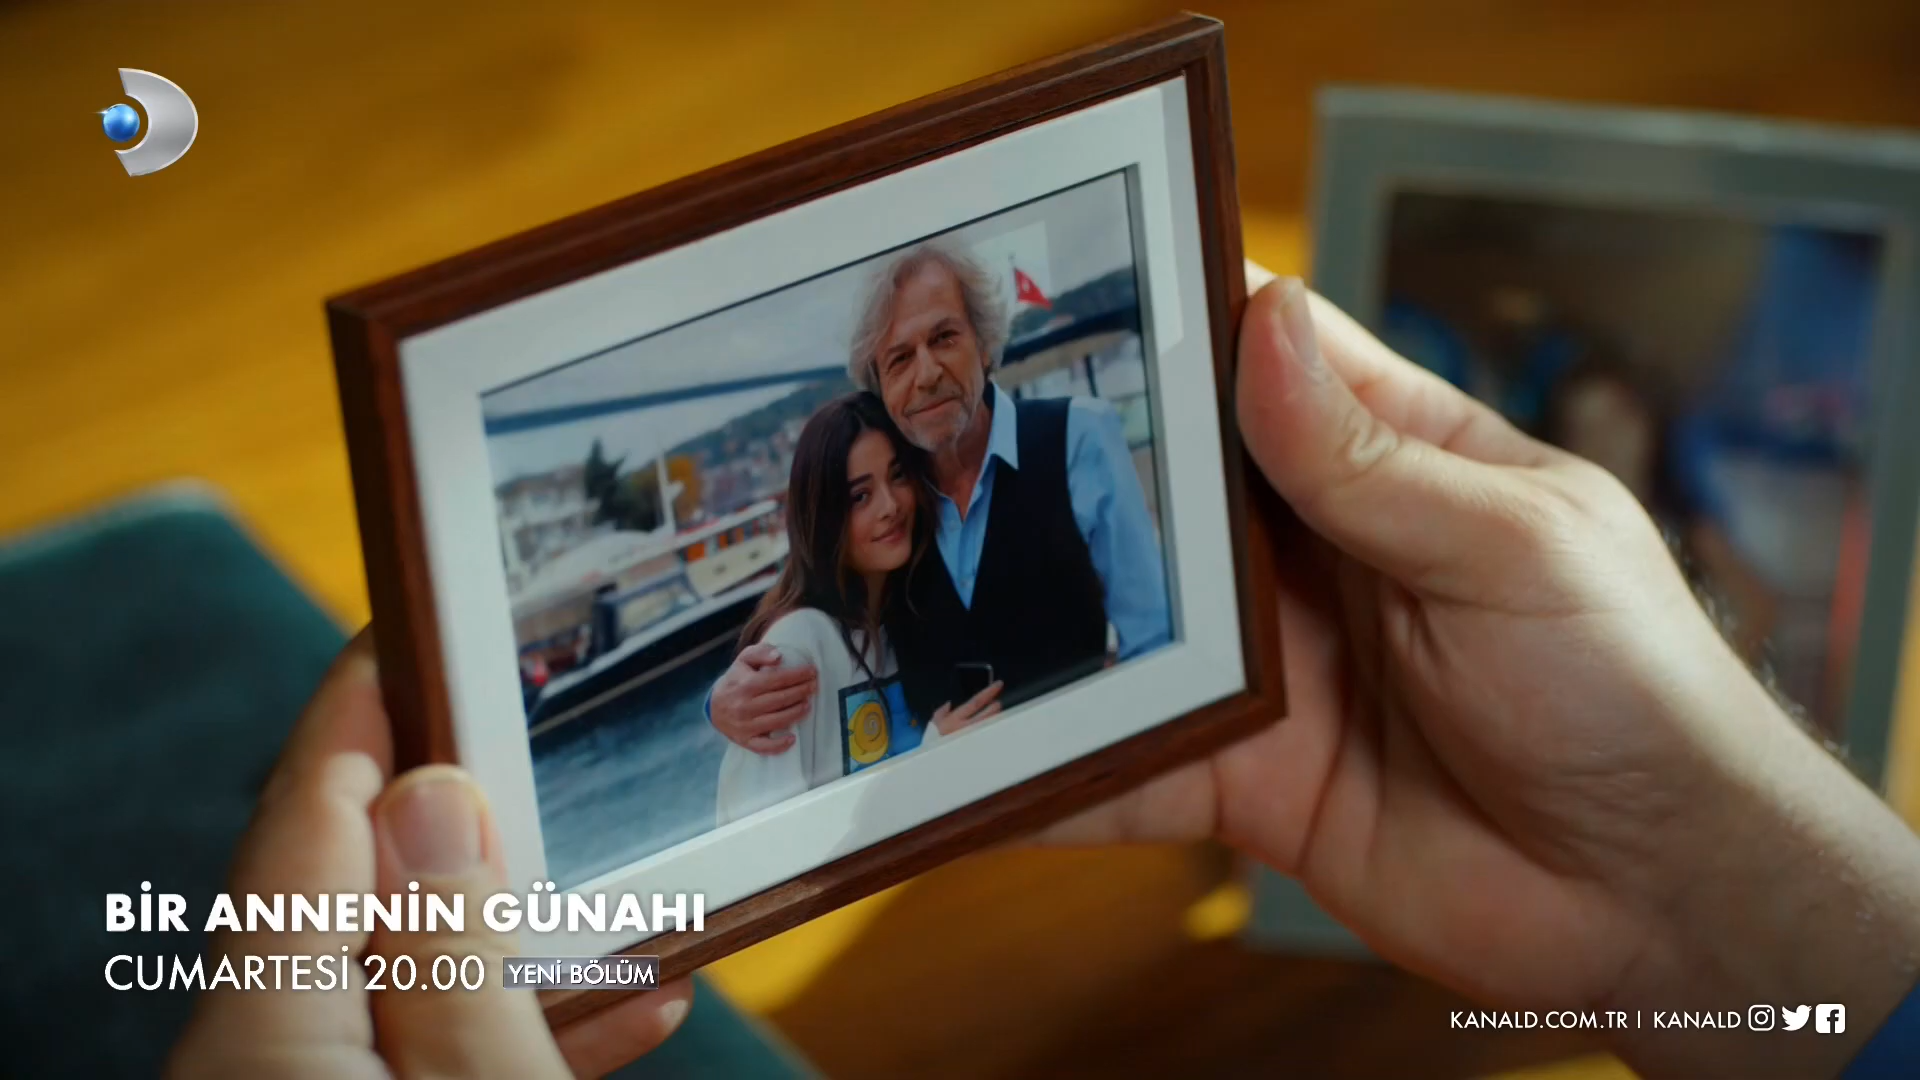 BİR ANNENİN GÜNAHI
CUMARTESİ 20.00 YENİ BÖLÜM
KANALD.COM.TR | KANALD